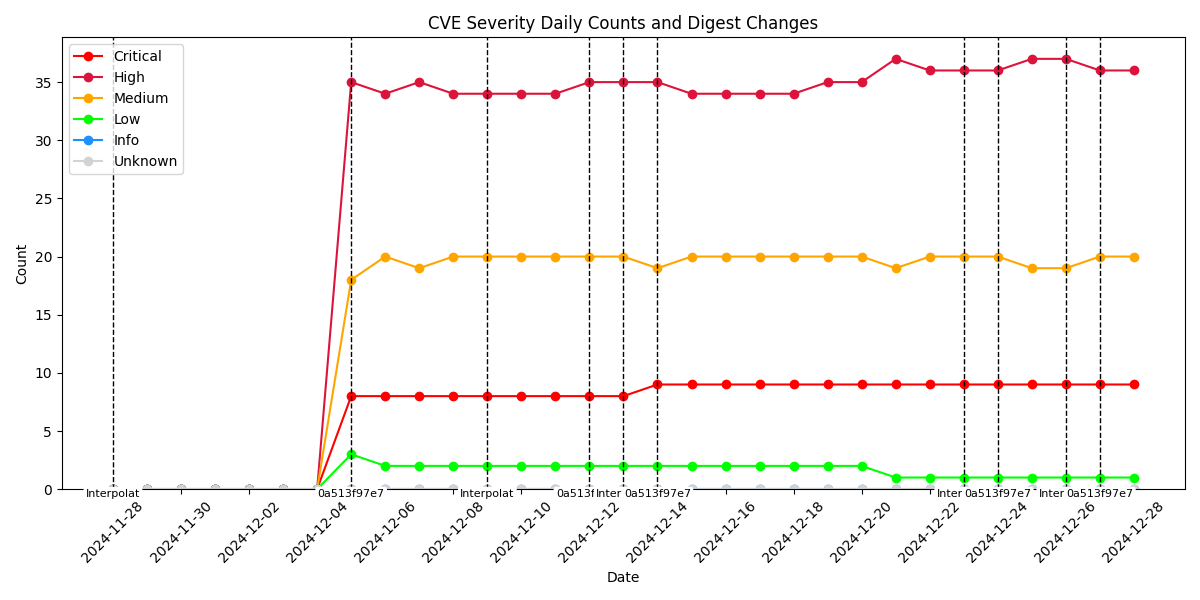 CVE Severity Daily Counts and Digest Changes
Critical
High
Medium
Low
Info
Unknown
Count
35
30
25
20
15
10
5
0
Interpolat
0a513f97e7
Interpolat
0a513f
Inter
0a513f97e7
Inter
0a513f97e7
Inter
0a513f97e7
2024-11-28
2024-11-30
2024-12-02
2024-12-04
2024-12-06
2024-12-08
2024-12-10
2024-12-12
2024-12-14
2024-12-16
2024-12-18
2024-12-20
2024-12-22
2024-12-24
2024-12-26
2024-12-28
Date